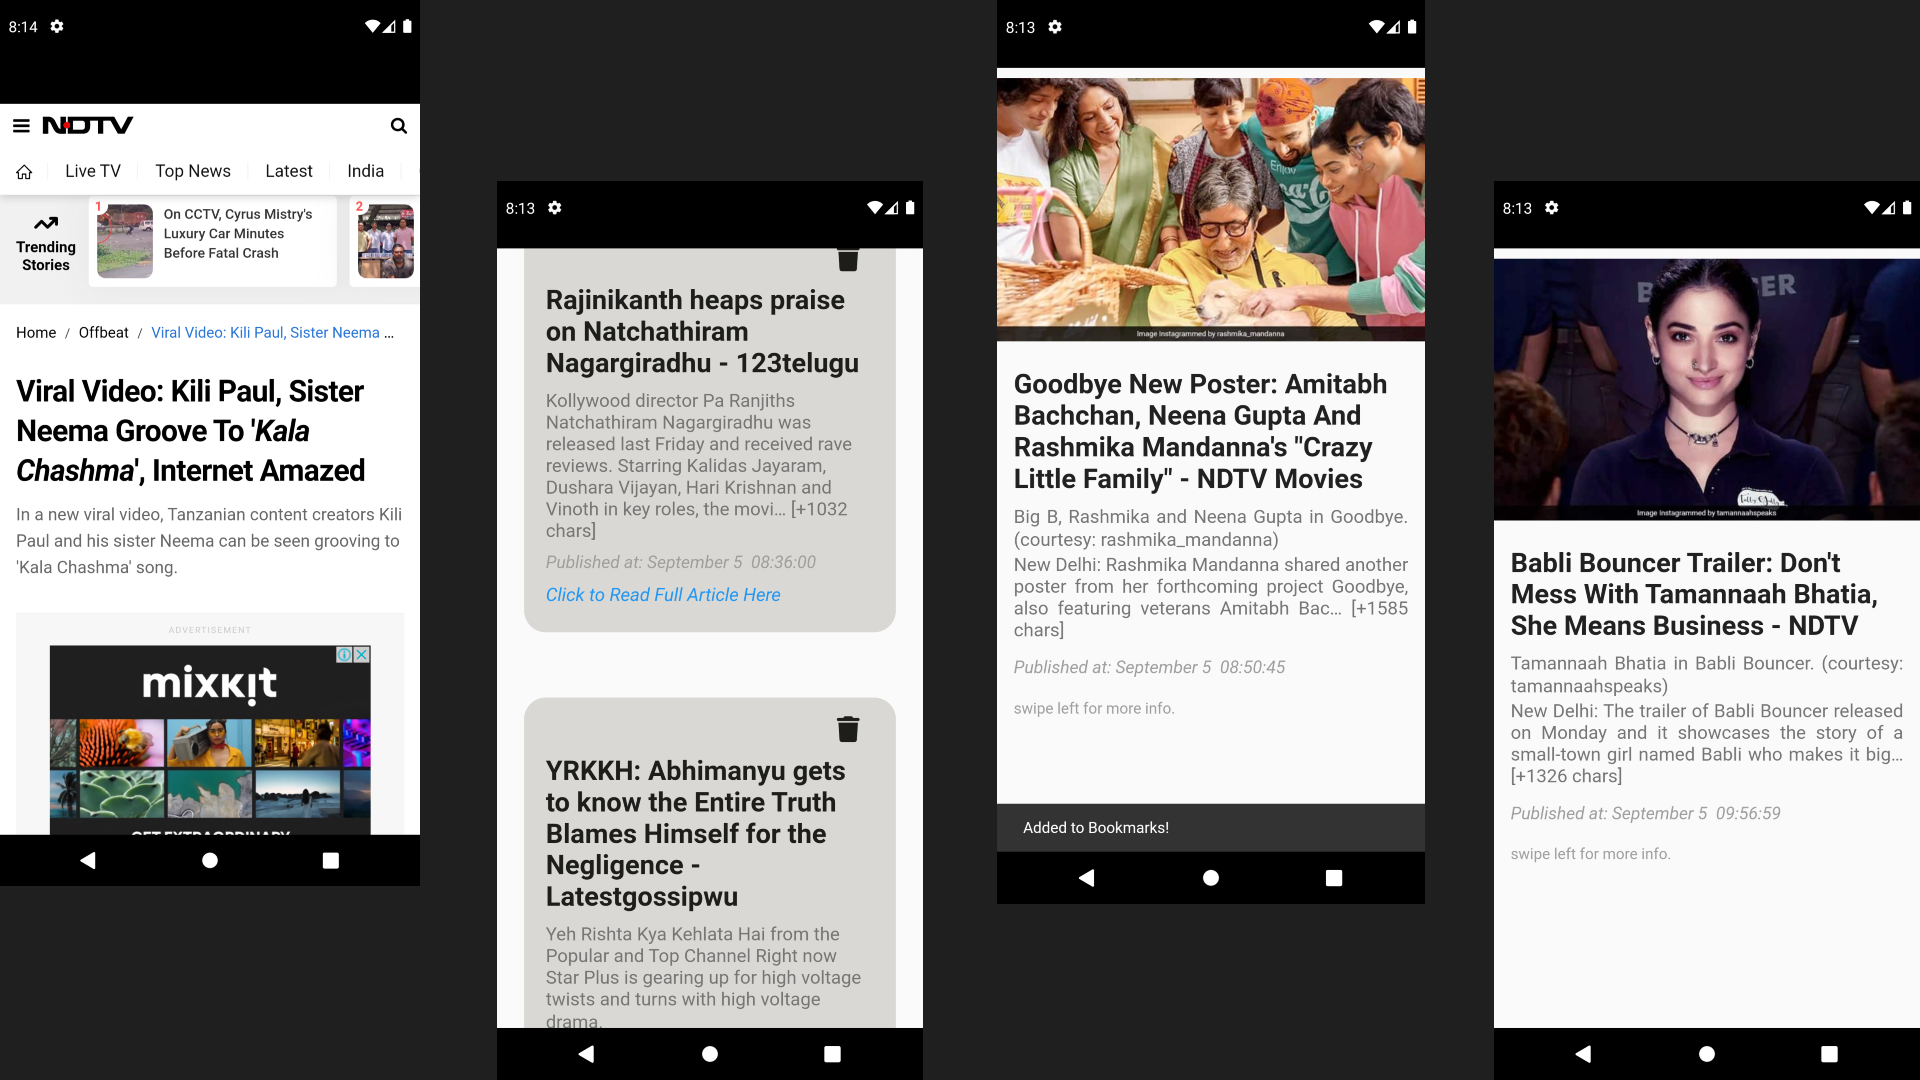 8:14
NDTV
Live TV
Top News
Latest
India
Trending
Stories
1
On CCTV, Cyrus Mistry's
Luxury Car Minutes
Before Fatal Crash
2
Home / Offbeat / Viral Video: Kili Paul, Sister Neema ...
Viral Video: Kili Paul, Sister
Neema Groove To 'Kala
Chashma', Internet Amazed
In a new viral video, Tanzanian content creators Kili
Paul and his sister Neema can be seen grooving to
'Kala Chashma' song.
ADVERTISEMENT
mixkit
8:13
Rajinikanth heaps praise
on Natchathiram
Nagargiradhu - 123telugu
Kollywood director Pa Ranjiths
Natchathiram Nagargiradhu was
released last Friday and received rave
reviews. Starring Kalidas Jayaram,
Dushara Vijayan, Hari Krishnan and
Vinoth in key roles, the movi... [+1032
chars]
Published at: September 5  08:36:00
Click to Read Full Article Here
YRKKH: Abhimanyu gets
to know the Entire Truth
Blames Himself for the
Negligence -
Latestgossipwu
Yeh Rishta Kya Kehlata Hai from the
Popular and Top Channel Right now
Star Plus is gearing up for high voltage
twists and turns with high voltage
drama.
8:13
Enjoy
Image Instagrammed by rashmika_mandanna
Goodbye New Poster: Amitabh
Bachchan, Neena Gupta And
Rashmika Mandanna's "Crazy
Little Family" - NDTV Movies
Big B, Rashmika and Neena Gupta in Goodbye.
(courtesy: rashmika_mandanna)
New Delhi: Rashmika Mandanna shared another
poster from her forthcoming project Goodbye,
also featuring veterans Amitabh Bac... [+1585
chars]
Published at: September 5  08:50:45
swipe left for more info.
Added to Bookmarks!
8:13
Image Instagrammed by tamannaahspeaks
Babli Bouncer Trailer: Don't
Mess With Tamannaah Bhatia,
She Means Business - NDTV
Tamannaah Bhatia in Babli Bouncer. (courtesy:
tamannaahspeaks)
New Delhi: The trailer of Babli Bouncer released
on Monday and it showcases the story of a
small-town girl named Babli who makes it big...
[+1326 chars]
Published at: September 5  09:56:59
swipe left for more info.